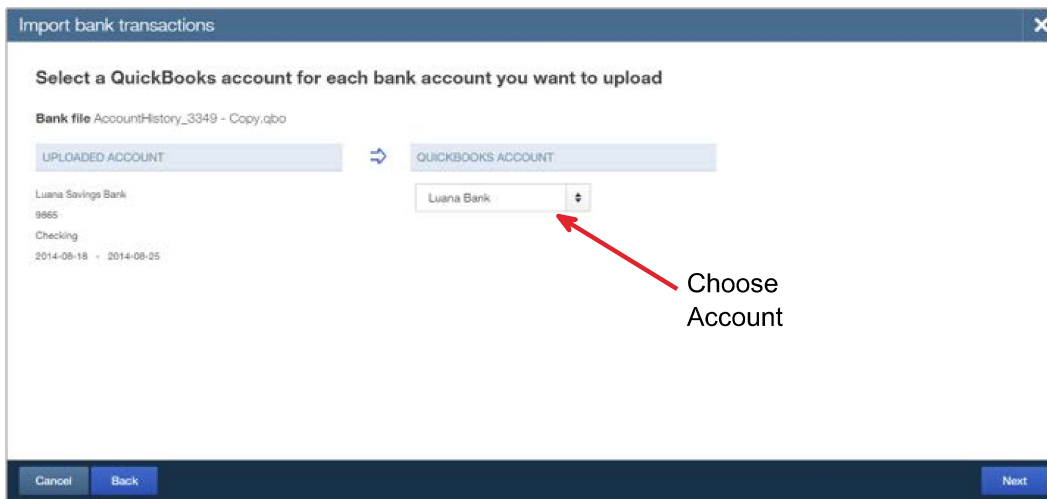 Import bank transactions
Select a QuickBooks account for each bank account you want to upload
Bank file AccountHistory_3349 - Copy.qbo
UPLOADED ACCOUNT
QUICKBOOKS ACCOUNT
Luana Savings Bank
Luana Bank
9865
Checking
2014-08-18 - 2014-08-25
Choose
Account
Cancel
Back
Next